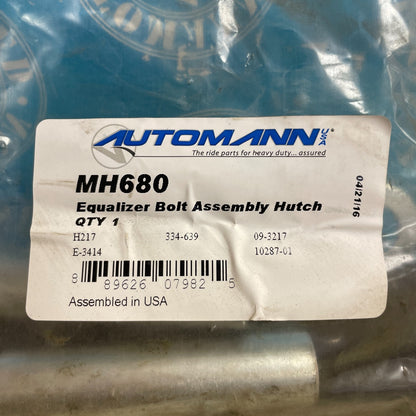 AUTOMANN USA
The ride parts for heavy duty... assured
MH680
Equalizer Bolt Assembly Hutch
QTY 1
H217 334-639 09-3217
E-3414 10287-01
8 89626 07982 5
Assembled in USA
04/21/16